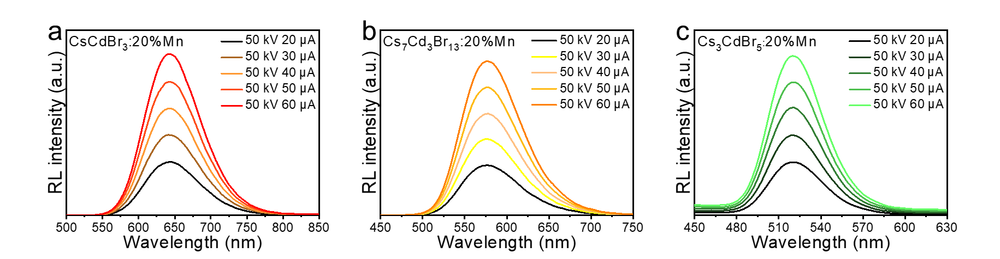 a
CsCdBr₃:20%Mn
50 kV 20 µA
50 kV 30 µA
50 kV 40 µA
50 kV 50 µA
50 kV 60 µA
RL intensity (a.u.)
500 550 600 650 700 750 800 850
Wavelength (nm)
b
Cs₇Cd₃Br₁₃:20%Mn
50 kV 20 µA
50 kV 30 µA
50 kV 40 µA
50 kV 50 µA
50 kV 60 µA
RL intensity (a.u.)
450 500 550 600 650 700 750
Wavelength (nm)
c
Cs₃CdBr₅:20%Mn
50 kV 20 µA
50 kV 30 µA
50 kV 40 µA
50 kV 50 µA
50 kV 60 µA
RL intensity (a.u.)
450 480 510 540 570 600 630
Wavelength (nm)